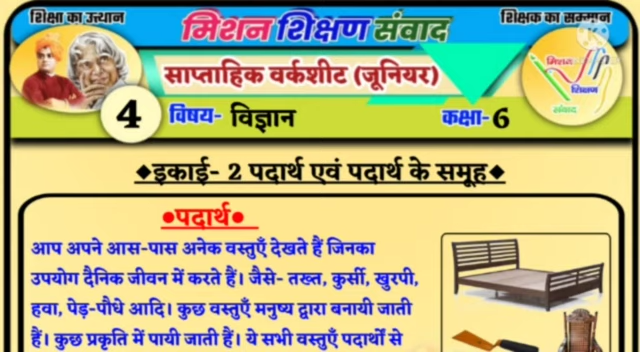 शिक्षा का उत्थान
मिशन शिक्षण संवाद
शिक्षक का सम्मान
साप्ताहिक वर्कशीट (जूनियर)
मिशन
शिक्षण
संवाद
4 विषय- विज्ञान कक्षा-6
◆इकाई- 2 पदार्थ एवं पदार्थ के समूह◆
●पदार्थ●
आप अपने आस-पास अनेक वस्तुएँ देखते हैं जिनका
उपयोग दैनिक जीवन में करते हैं। जैसे- तख्त, कुर्सी, खुरपी,
हवा, पेड़-पौधे आदि। कुछ वस्तुएँ मनुष्य द्वारा बनायी जाती
हैं। कुछ प्रकृति में पायी जाती हैं। ये सभी वस्तुएँ पदार्थों से